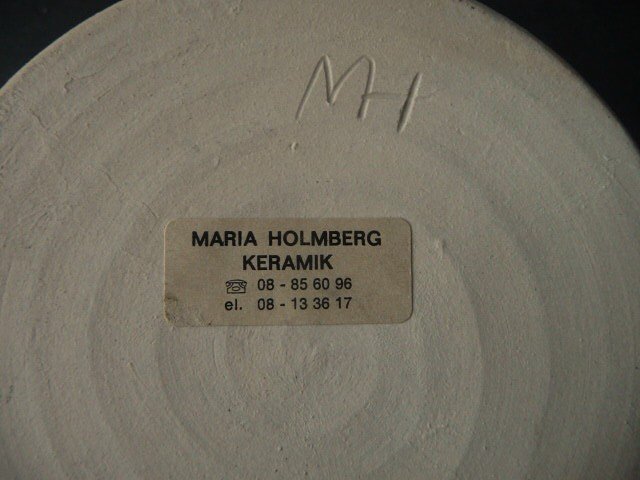 MH
MARIA HOLMBERG
KERAMIK
☎ 08 - 85 60 96
el. 08 - 13 36 17